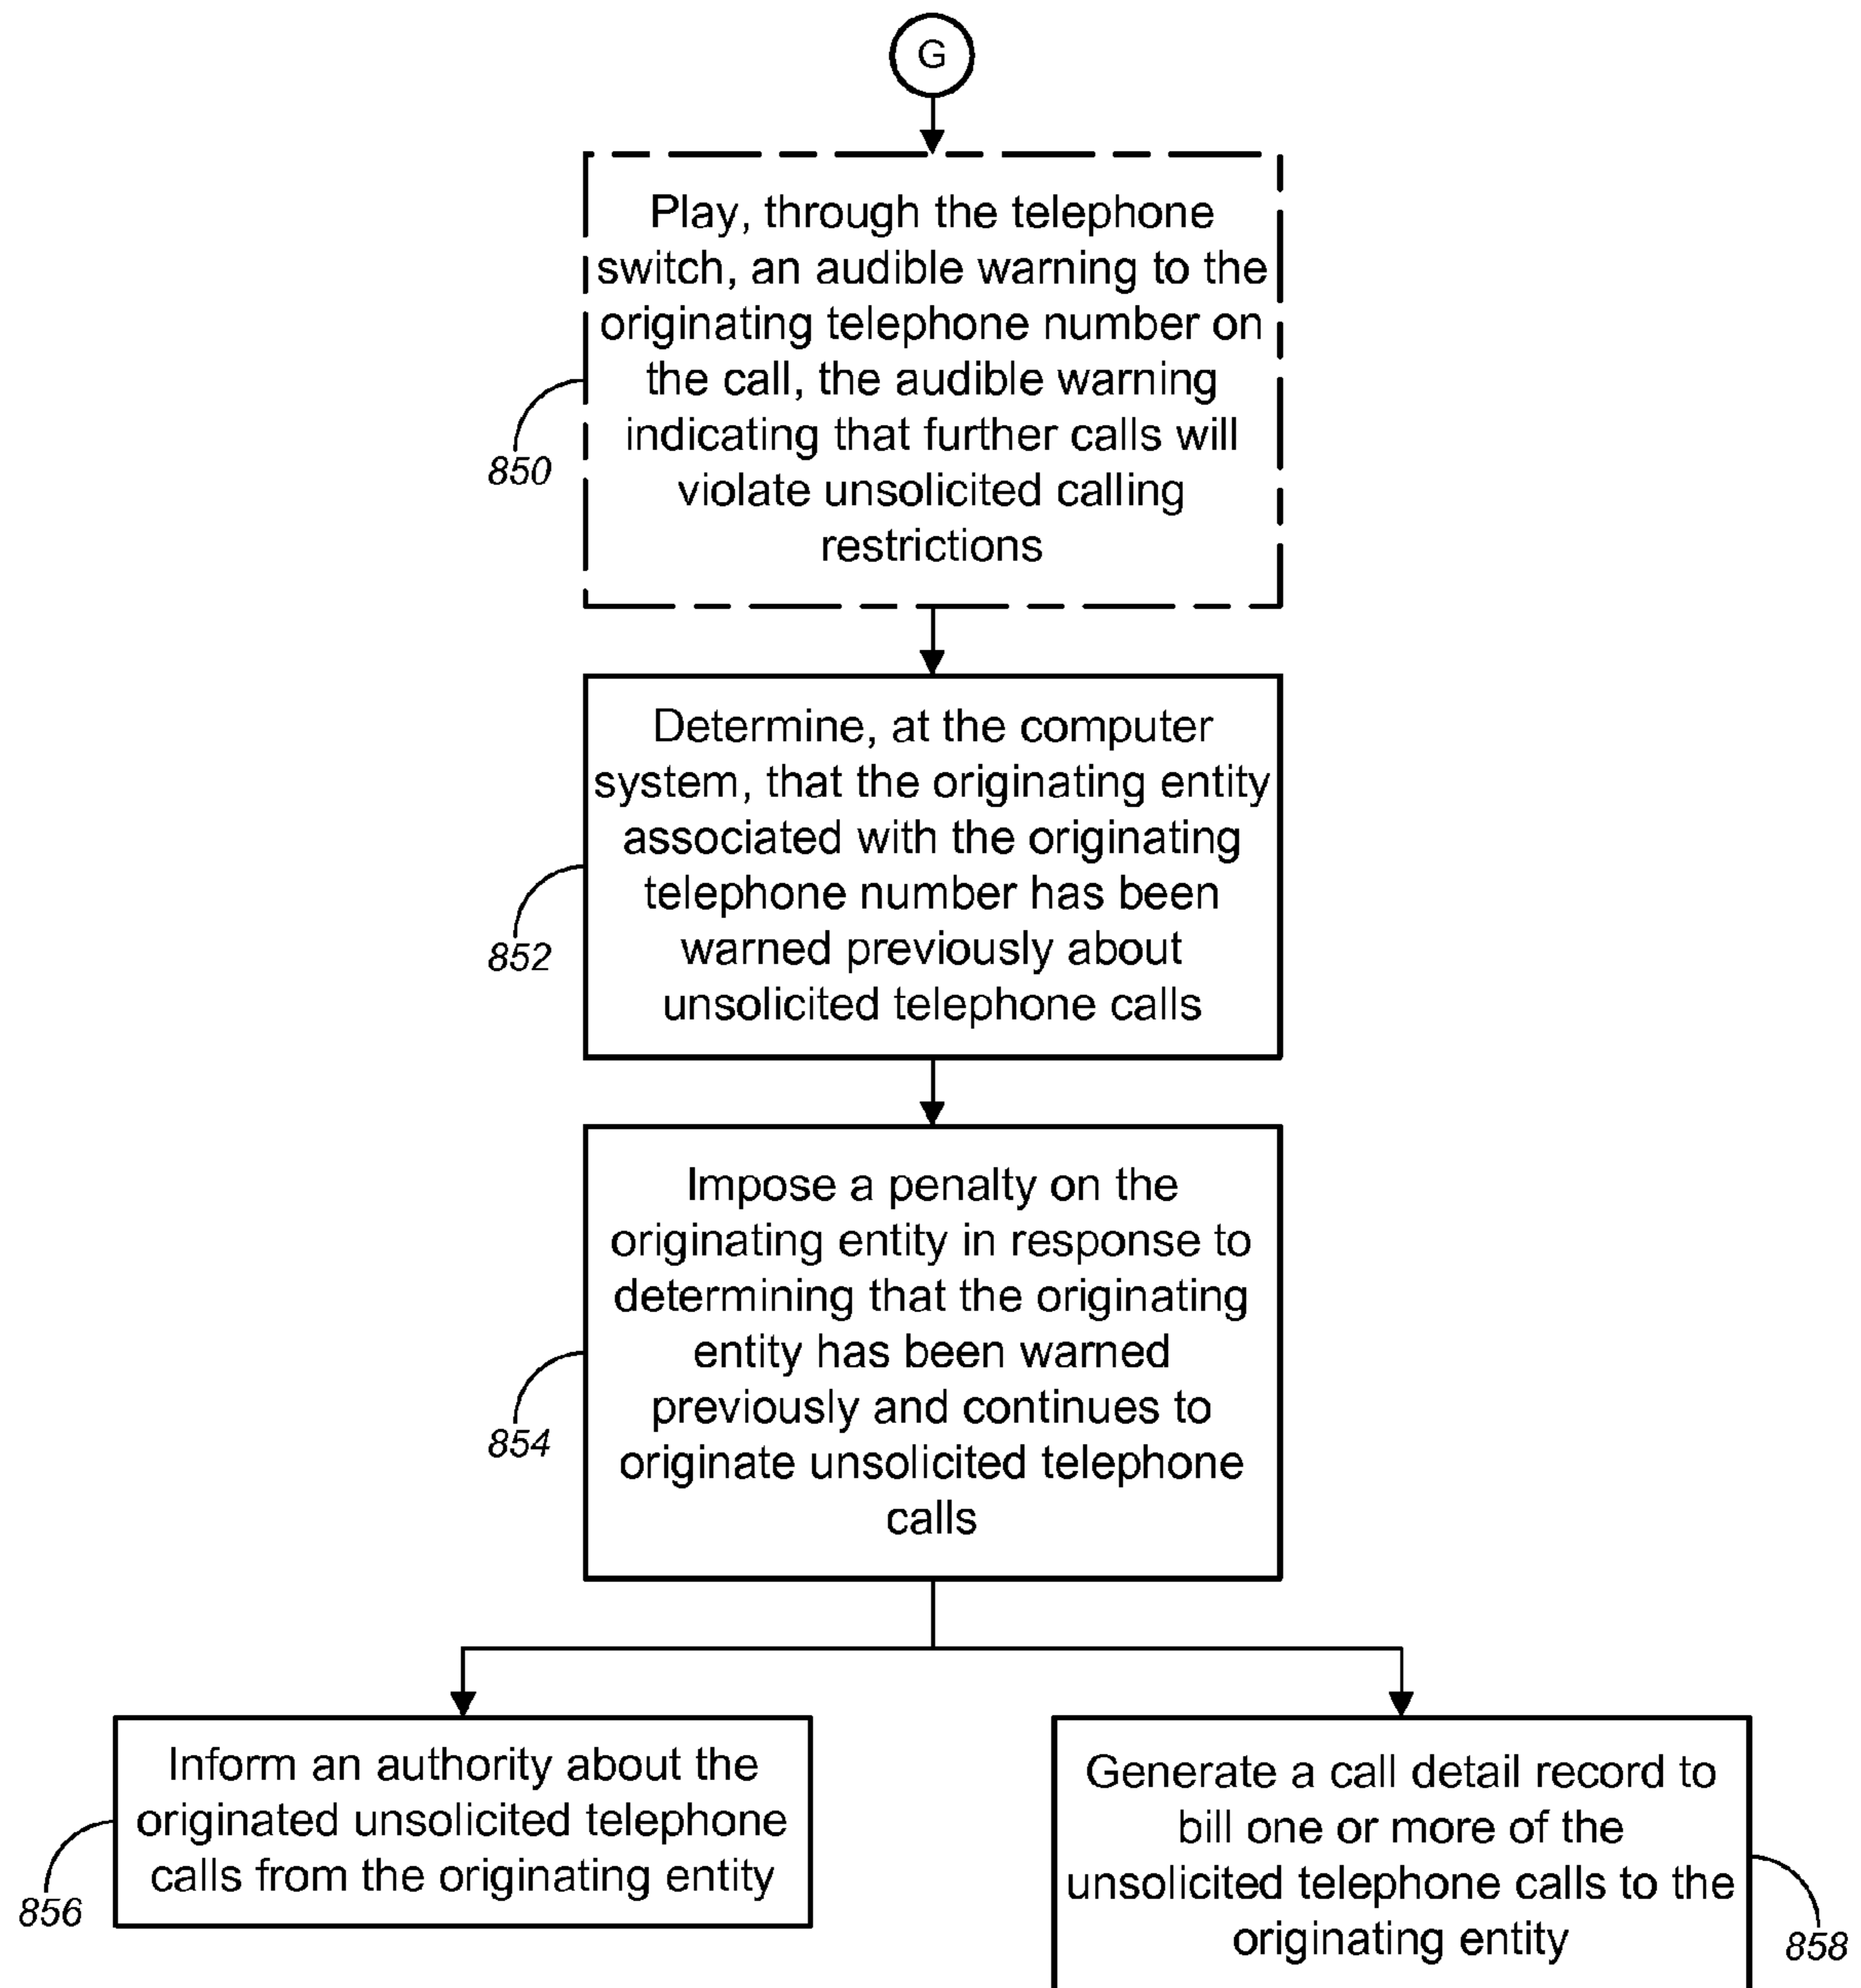 G
Play, through the telephone
switch, an audible warning to the
originating telephone number on
the call, the audible warning
indicating that further calls will
violate unsolicited calling
restrictions
850
Determine, at the computer
system, that the originating entity
associated with the originating
telephone number has been
warned previously about
unsolicited telephone calls
852
Impose a penalty on the
originating entity in response to
determining that the originating
entity has been warned
previously and continues to
originate unsolicited telephone
calls
854
Inform an authority about the
originated unsolicited telephone
calls from the originating entity
856
Generate a call detail record to
bill one or more of the
unsolicited telephone calls to the
originating entity
858